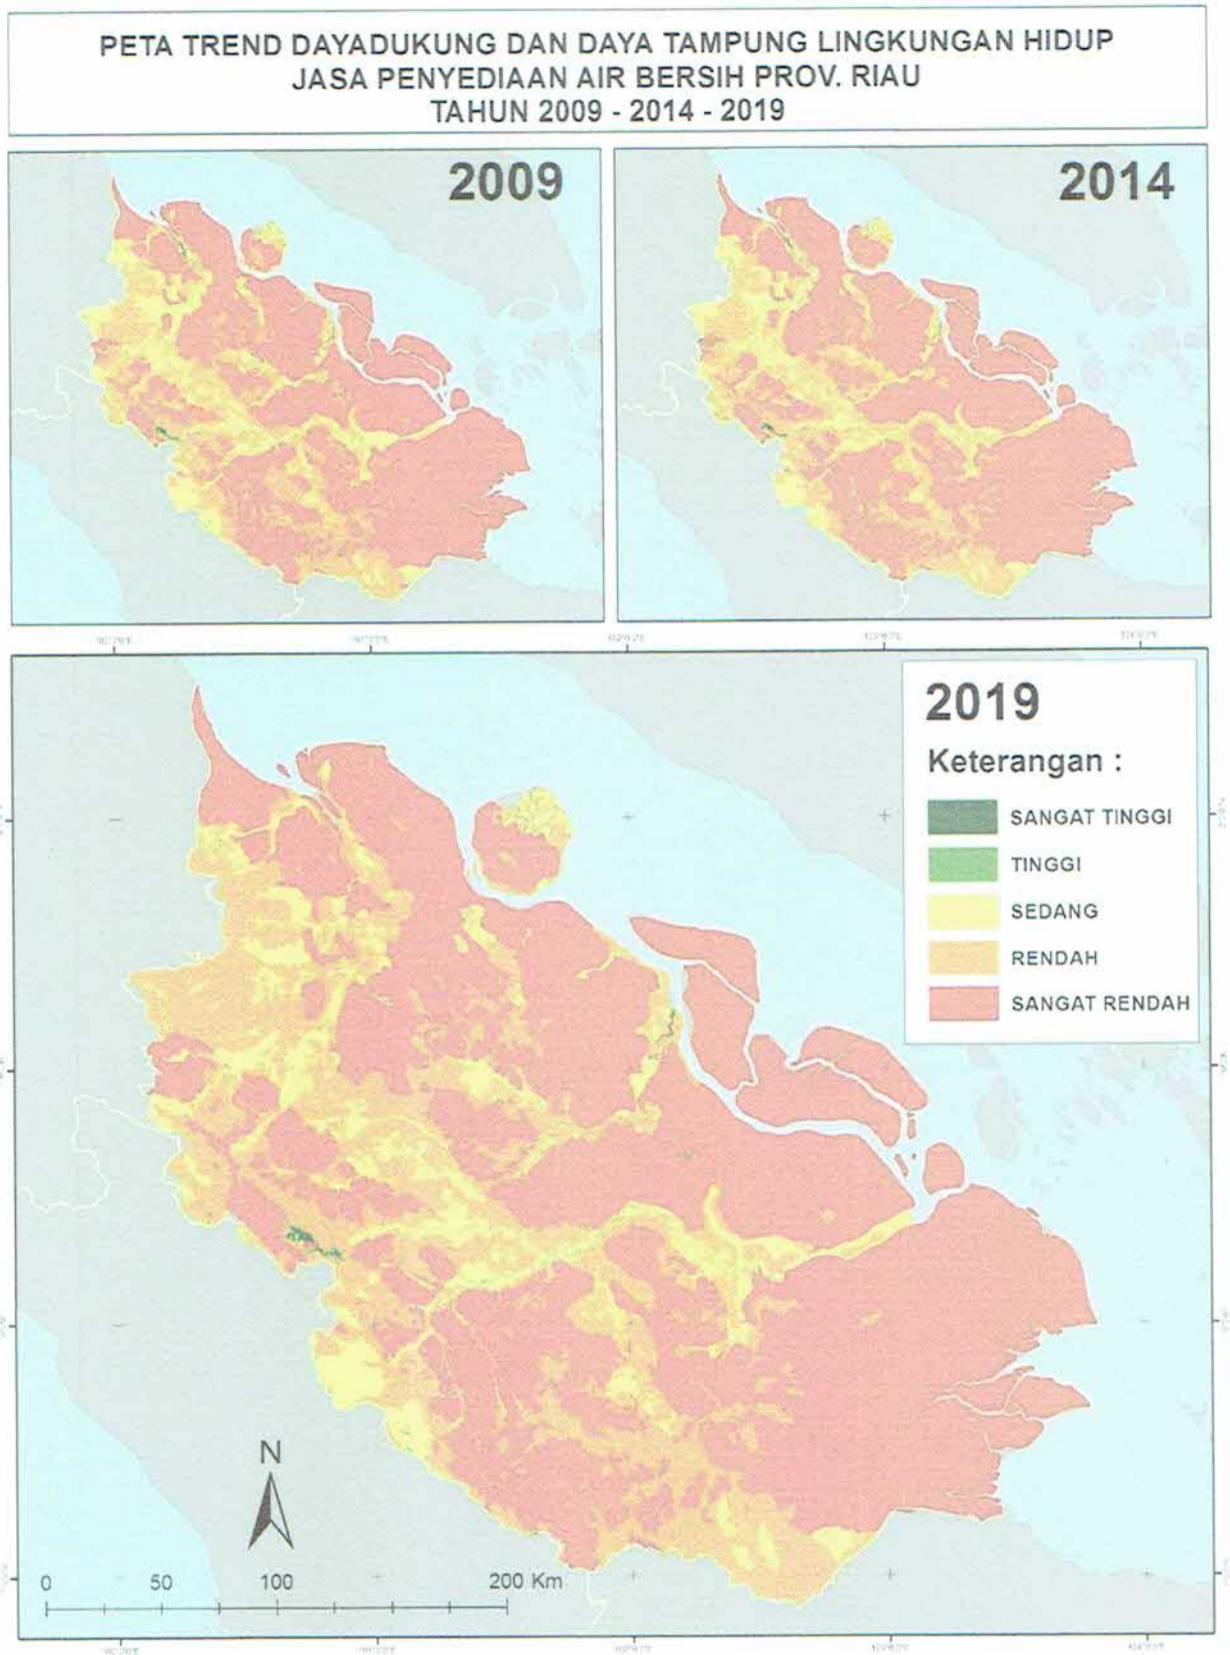 PETA TREND DAYADUKUNG DAN DAYA TAMPUNG LINGKUNGAN HIDUP
JASA PENYEDIAAN AIR BERSIH PROV. RIAU
TAHUN 2009 - 2014 - 2019
2009
2014
2019
Keterangan :
SANGAT TINGGI
TINGGI
SEDANG
RENDAH
SANGAT RENDAH
N
0 50 100 200 Km